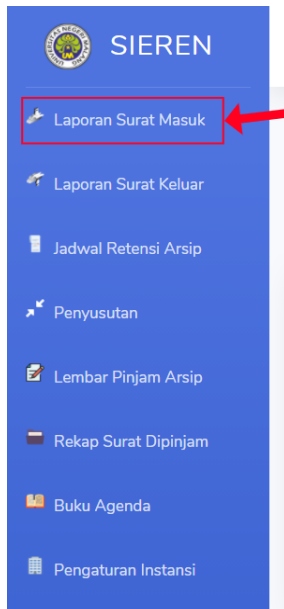 SIEREN
Laporan Surat Masuk
Laporan Surat Keluar
Jadwal Retensi Arsip
Penyusutan
Lembar Pinjam Arsip
Rekap Surat Dipinjam
Buku Agenda
Pengaturan Instansi